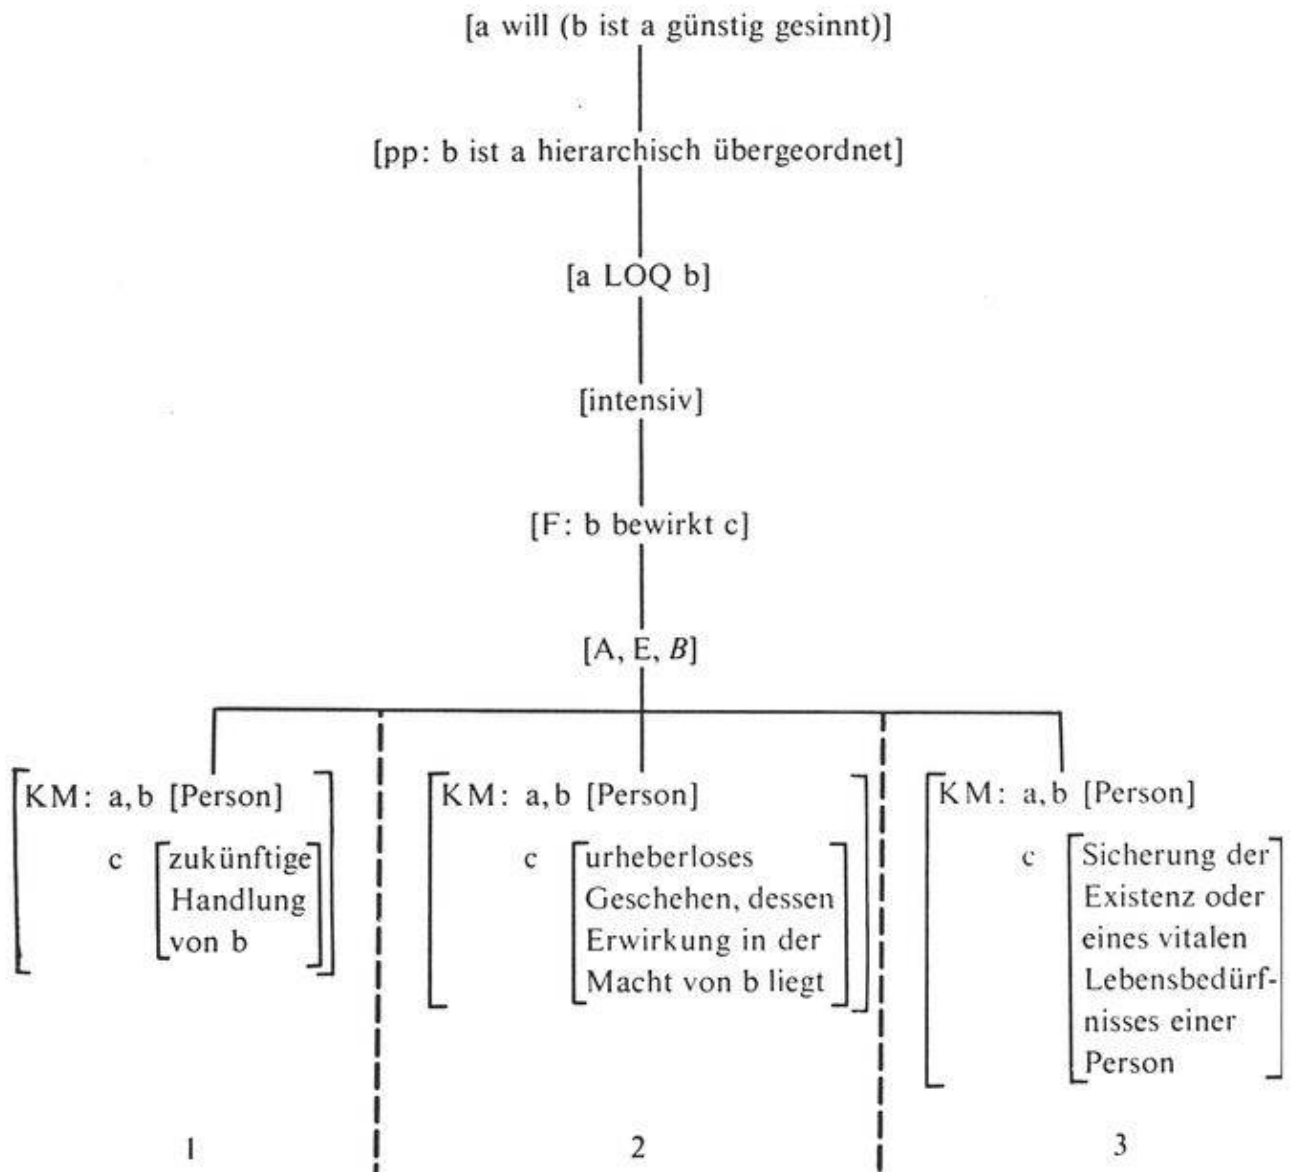 [a will (b ist a günstig gesinnt)]
[pp: b ist a hierarchisch übergeordnet]
[a LOQ b]
[intensiv]
[F: b bewirkt c]
[A, E, B]
KM: a, b [Person]
c [zukünftige
Handlung
von b]
1
KM: a, b [Person]
c [urheberloses
Geschehen, dessen
Erwirkung in der
Macht von b liegt]
2
KM: a, b [Person]
c [Sicherung der
Existenz oder
eines vitalen
Lebensbedürf-
nisses einer
Person]
3